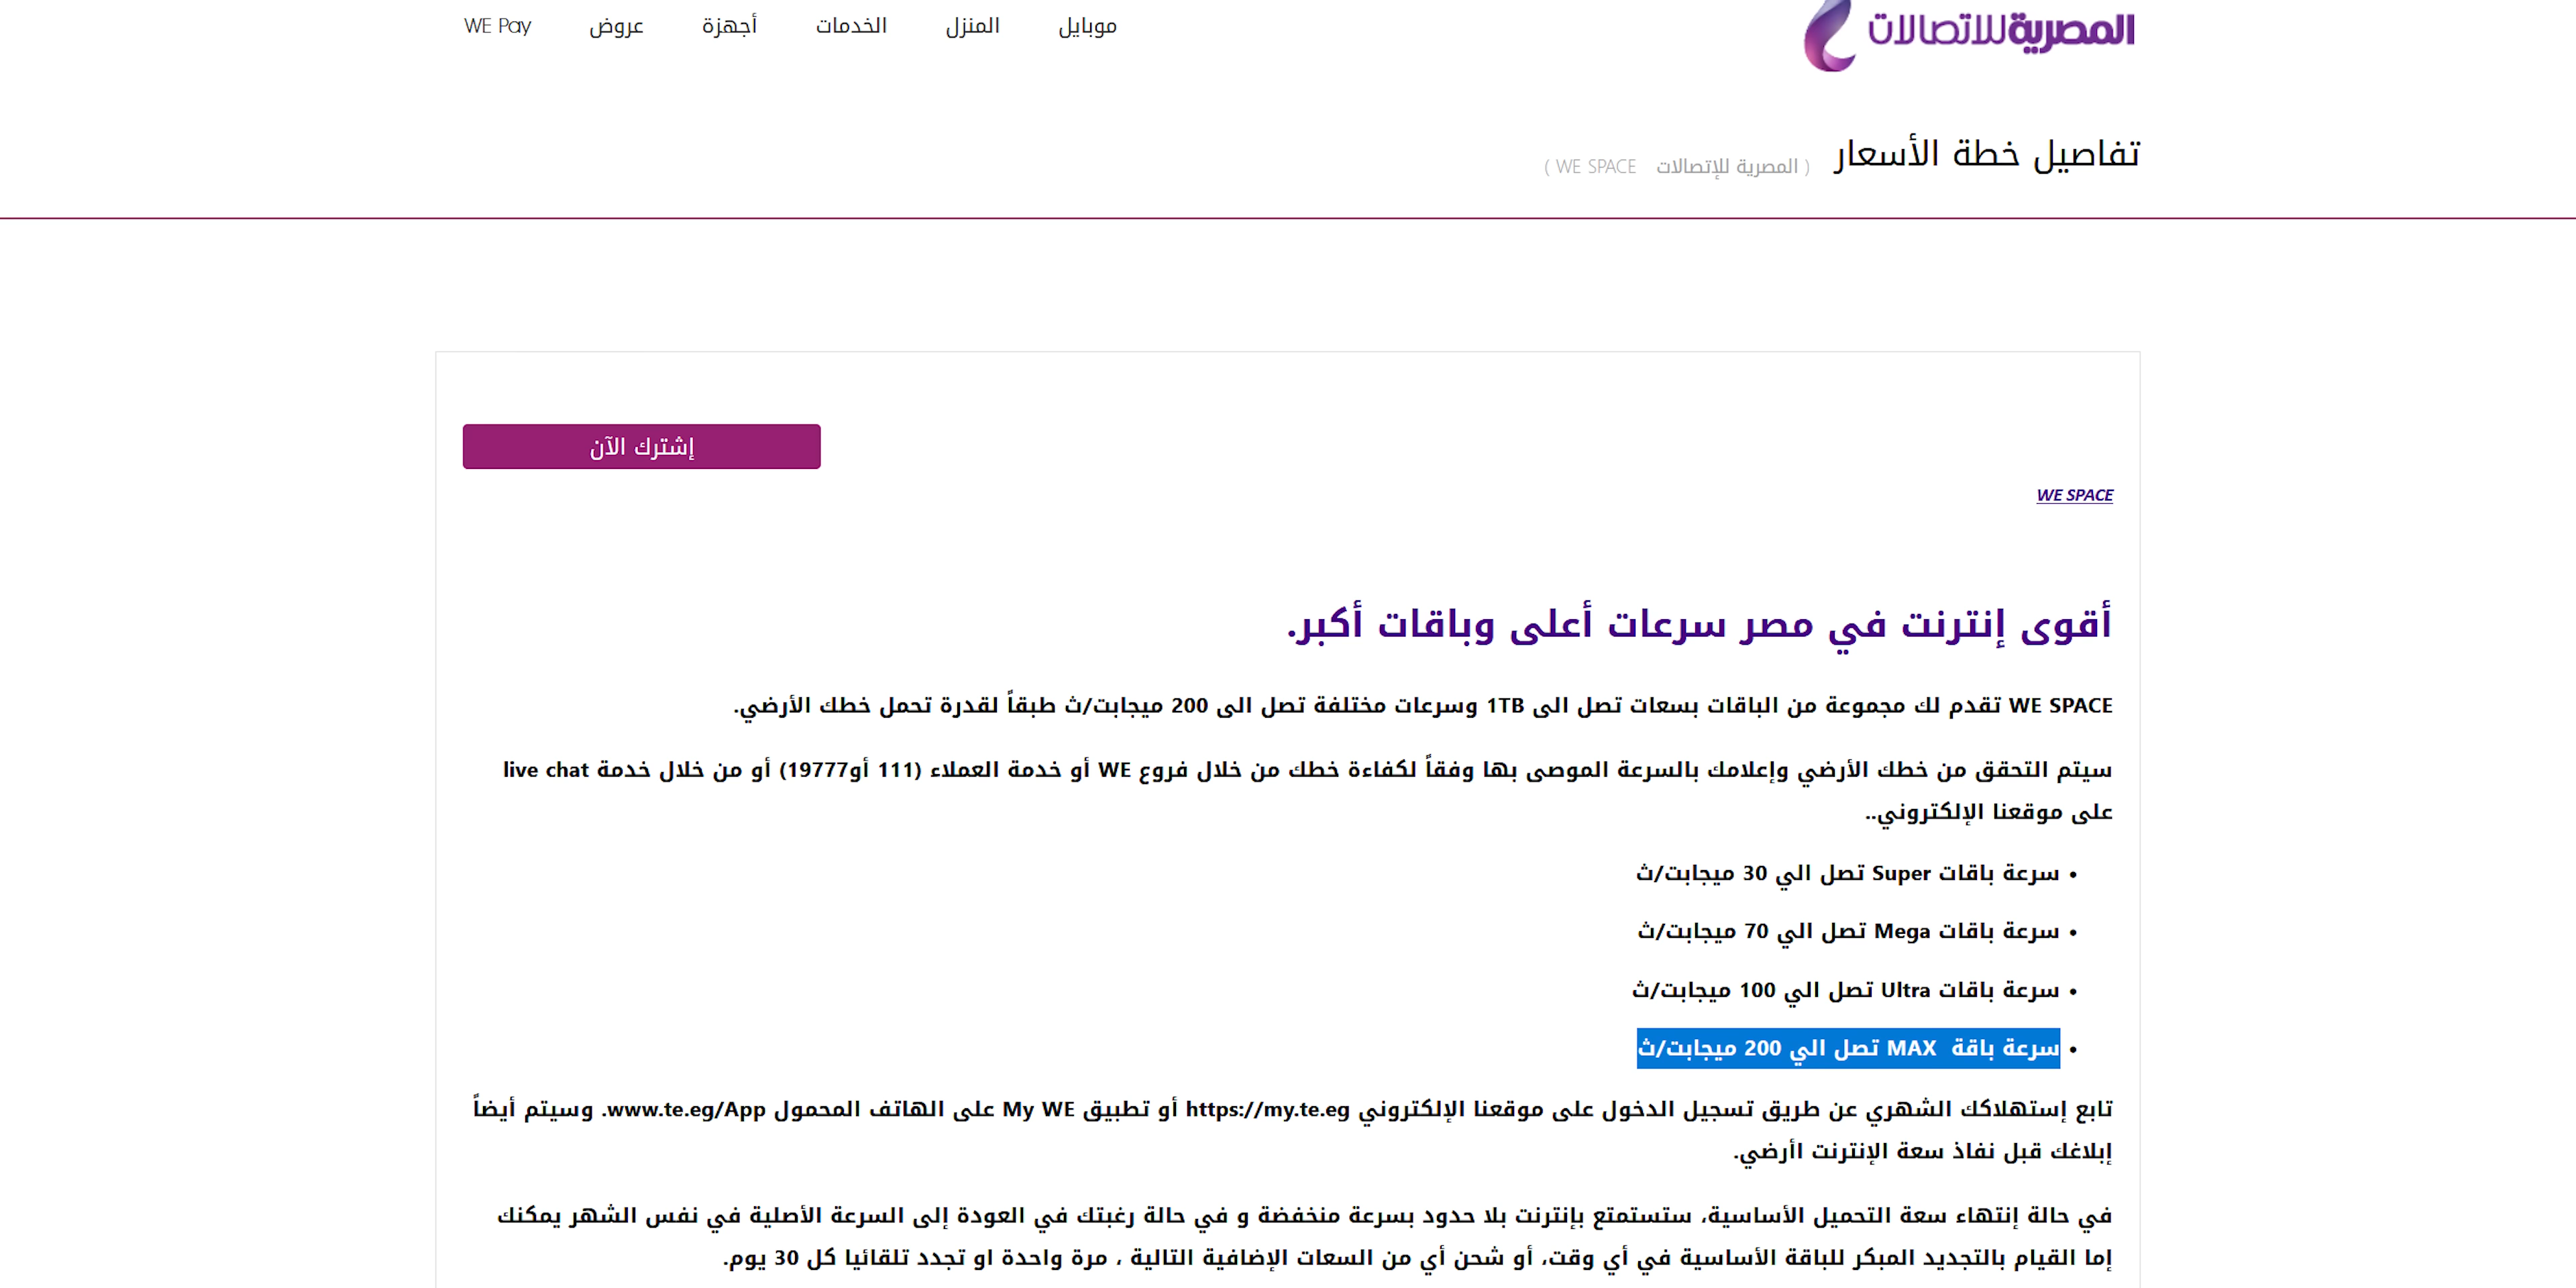 المصرية للاتصالات
موبايل
المنزل
الخدمات
أجهزة
عروض
WE Pay
تفاصيل خطة الأسعار ( المصرية للإتصالات WE SPACE )
إشترك الآن
WE SPACE
أقوى إنترنت في مصر سرعات أعلى وباقات أكبر.
WE SPACE تقدم لك مجموعة من الباقات بسعات تصل الى 1TB وسرعات مختلفة تصل الى 200 ميجابت/ث طبقاً لقدرة تحمل خطك الأرضي.
سيتم التحقق من خطك الأرضي وإعلامك بالسرعة الموصى بها وفقاً لكفاءة خطك من خلال فروع WE أو خدمة العملاء (111 أو19777) أو من خلال خدمة live chat
على موقعنا الإلكتروني..
• سرعة باقات Super تصل الي 30 ميجابت/ث
• سرعة باقات Mega تصل الي 70 ميجابت/ث
• سرعة باقات Ultra تصل الي 100 ميجابت/ث
• سرعة باقة MAX تصل الي 200 ميجابت/ث
تابع إستهلاكك الشهري عن طريق تسجيل الدخول على موقعنا الإلكتروني https://my.te.eg أو تطبيق My WE على الهاتف المحمول www.te.eg/App. وسيتم أيضاً
إبلاغك قبل نفاذ سعة الإنترنت اأرضي.
في حالة إنتهاء سعة التحميل الأساسية، ستستمتع بإنترنت بلا حدود بسرعة منخفضة و في حالة رغبتك في العودة إلى السرعة الأصلية في نفس الشهر يمكنك
إما القيام بالتجديد المبكر للباقة الأساسية في أي وقت، أو شحن أي من السعات الإضافية التالية ، مرة واحدة او تجدد تلقائيا كل 30 يوم.